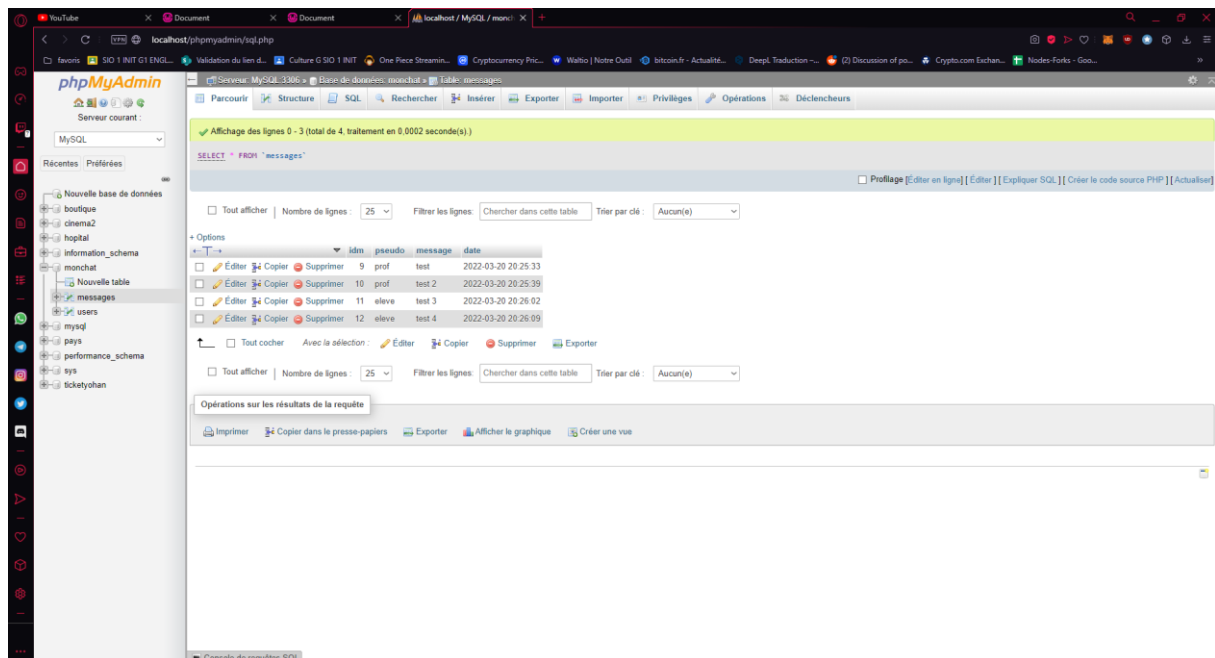 YouTube Document Document localhost / MySQL / monch
VPN localhost/phpmyadmin/sql.php
favoris SIO 1 INIT G1 ENGL... Validation du lien d... Culture G SIO 1 INIT One Piece Streamin... Cryptocurrency Pric... Waltio | Notre Outil bitcoin.fr - Actualité... DeepL Traduction –... (2) Discussion of po... Crypto.com Exchan... Nodes-Forks - Goo...
phpMyAdmin
Serveur courant :
MySQL
Récentes Préférées
Nouvelle base de données
boutique
cinema2
hopital
information_schema
monchat
Nouvelle table
messages
users
mysql
pays
performance_schema
sys
ticketyohan
Serveur: MySQL:3306 » Base de données: monchat » Table: messages
Parcourir Structure SQL Rechercher Insérer Exporter Importer Privilèges Opérations Déclencheurs
Affichage des lignes 0 - 3 (total de 4, traitement en 0,0002 seconde(s).)
SELECT * FROM `messages`
Profilage [Éditer en ligne] [ Éditer ] [ Expliquer SQL ] [ Créer le code source PHP ] [ Actualiser]
Tout afficher | Nombre de lignes : 25 Filtrer les lignes: Chercher dans cette table Trier par clé : Aucun(e)
+ Options
←T→ idm pseudo message date
Éditer Copier Supprimer 9 prof test 2022-03-20 20:25:33
Éditer Copier Supprimer 10 prof test 2 2022-03-20 20:25:39
Éditer Copier Supprimer 11 eleve test 3 2022-03-20 20:26:02
Éditer Copier Supprimer 12 eleve test 4 2022-03-20 20:26:09
Tout cocher Avec la sélection : Éditer Copier Supprimer Exporter
Tout afficher | Nombre de lignes : 25 Filtrer les lignes: Chercher dans cette table Trier par clé : Aucun(e)
Opérations sur les résultats de la requête
Imprimer Copier dans le presse-papiers Exporter Afficher le graphique Créer une vue
Console de requêtes SQL